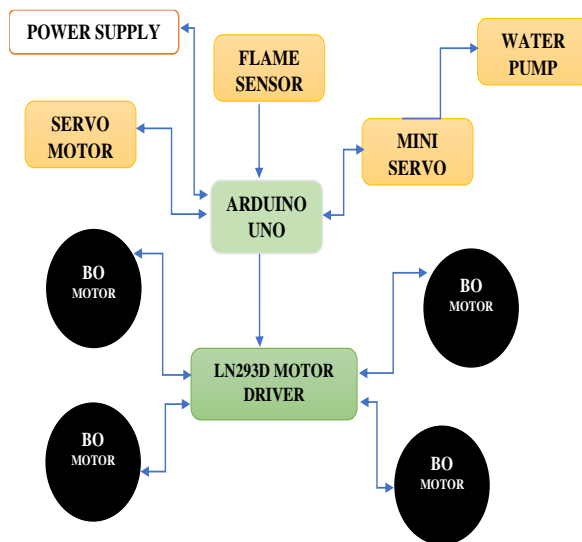 POWER SUPPLY
FLAME
SENSOR
WATER
PUMP
SERVO
MOTOR
MINI
SERVO
ARDUINO
UNO
BO
MOTOR
BO
MOTOR
LN293D MOTOR
DRIVER
BO
MOTOR
BO
MOTOR